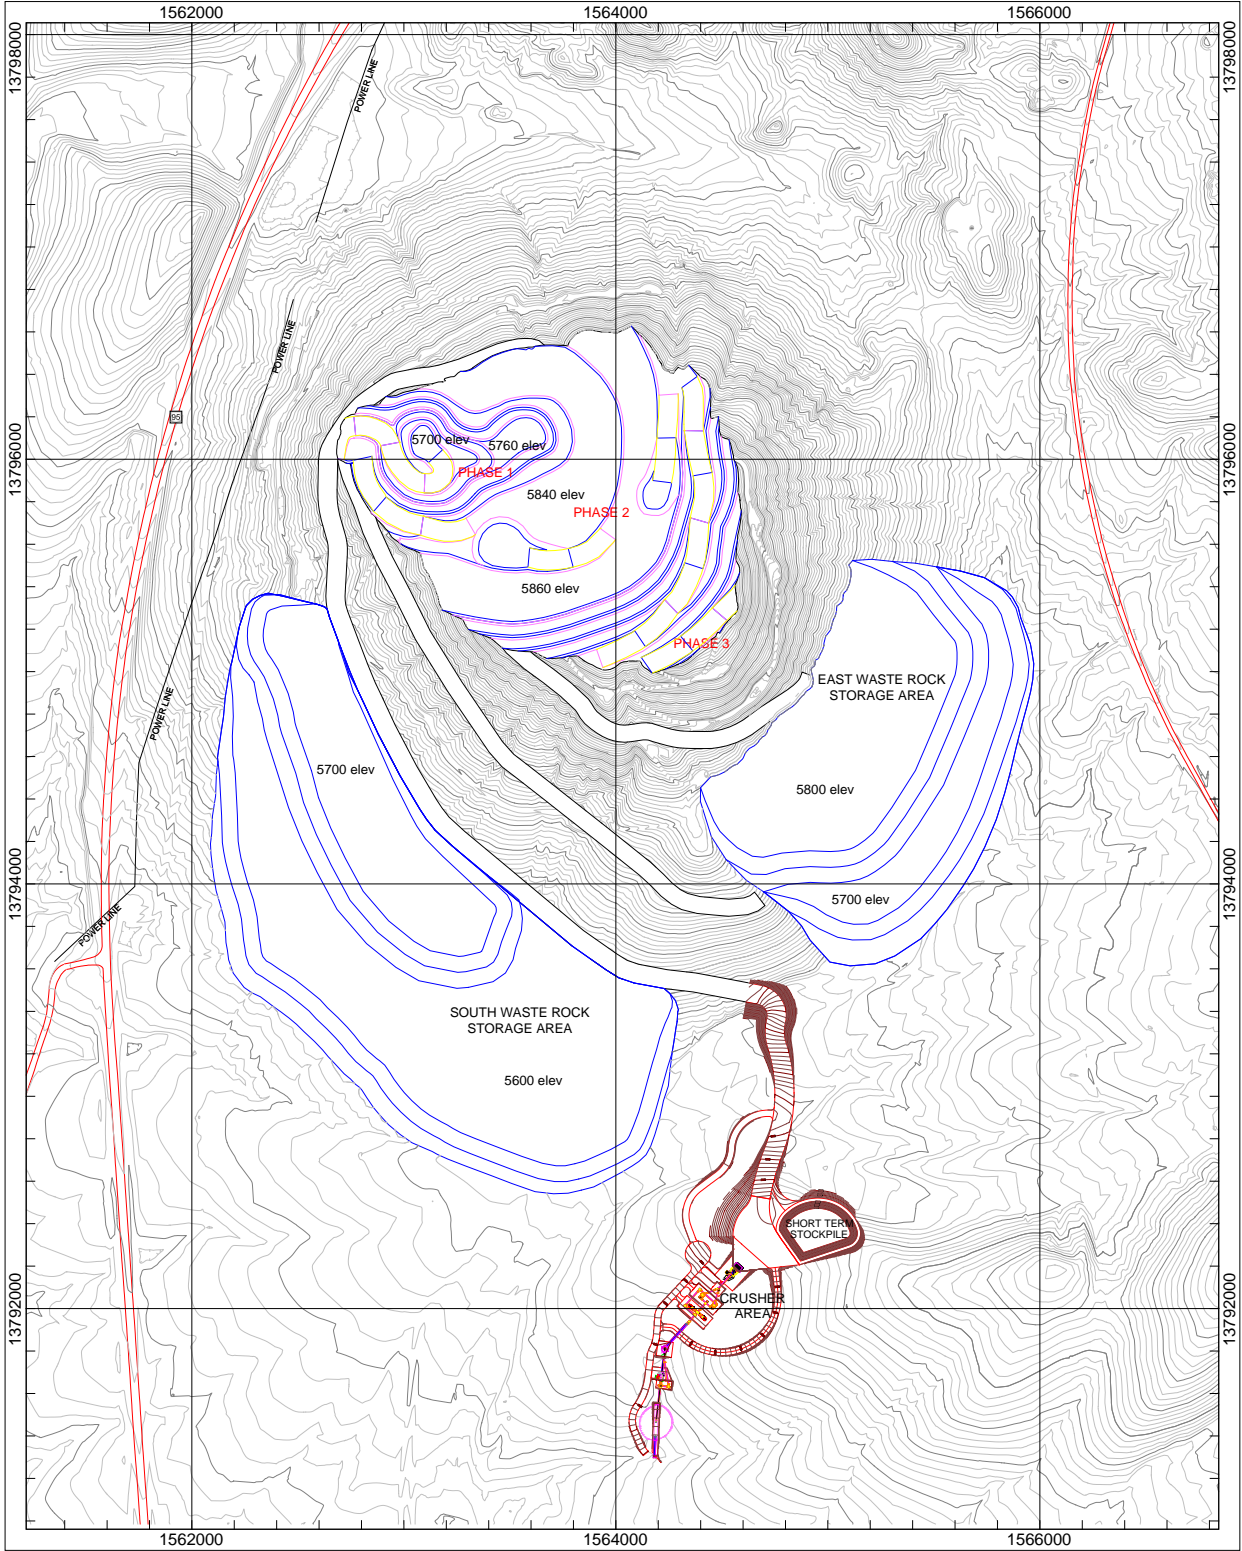 1562000
1564000
1566000
13798000
13798000
POWER LINE
POWER LINE
95
13796000
13796000
5700 elev
5760 elev
PHASE 1
5840 elev
PHASE 2
5860 elev
PHASE 3
EAST WASTE ROCK
STORAGE AREA
POWER LINE
5700 elev
5800 elev
13794000
13794000
5700 elev
POWER LINE
SOUTH WASTE ROCK
STORAGE AREA
5600 elev
SHORT TERM
STOCKPILE
CRUSHER
AREA
13792000
13792000
1562000
1564000
1566000